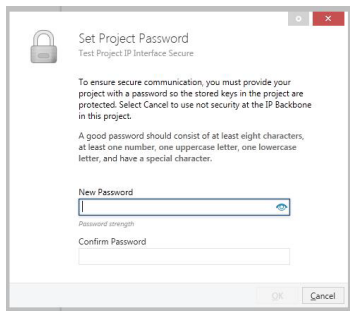 Set Project Password
Test Project IP Interface Secure
To ensure secure communication, you must provide your
project with a password so the stored keys in the project are
protected. Select Cancel to use not security at the IP Backbone
in this project.
A good password should consist of at least eight characters,
at least one number, one uppercase letter, one lowercase
letter, and have a special character.
New Password
Password strength
Confirm Password
OK Cancel